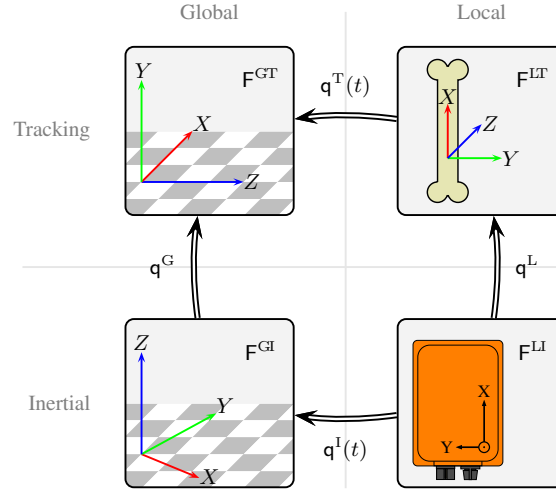 Global Local
Tracking
Y F^GT
X
Z
q^T(t)
F^LT
X
Z
Y
q^G q^L
Inertial
Z F^GI
Y
X
q^I(t)
F^LI
X
Y